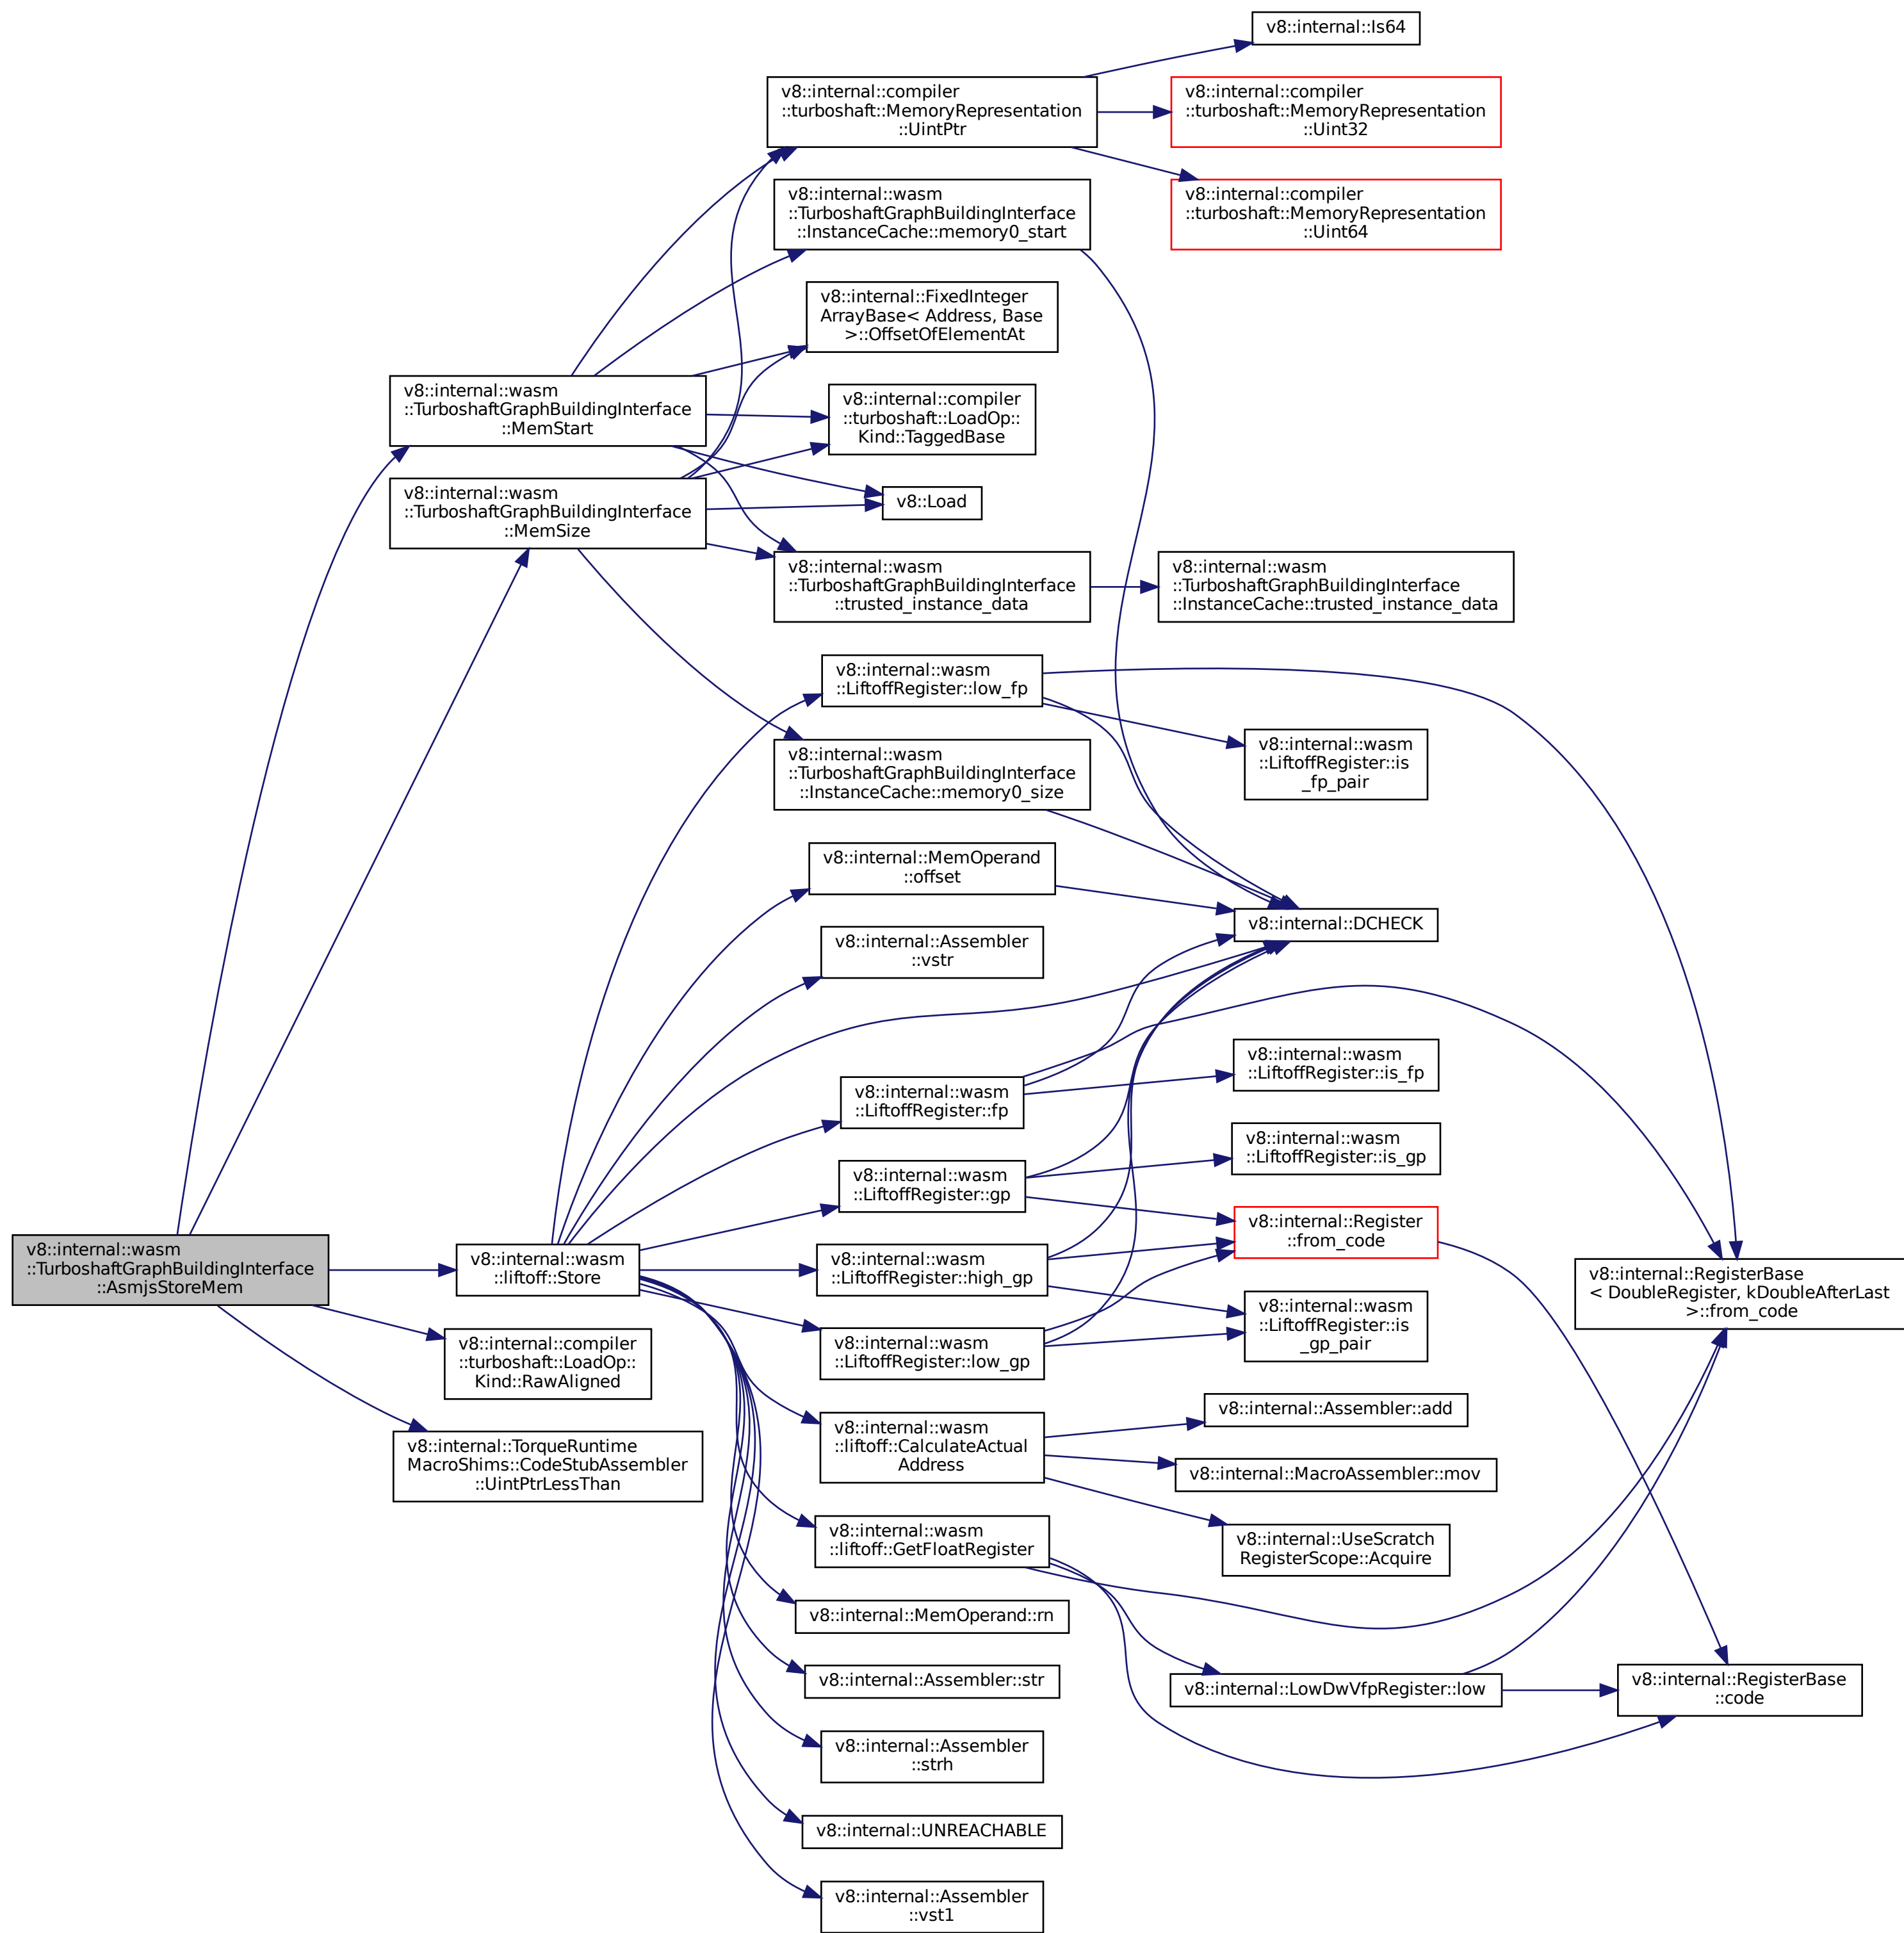 v8::internal::Is64
v8::internal::compiler
::turboshaft::MemoryRepresentation
::UintPtr
v8::internal::compiler
::turboshaft::MemoryRepresentation
::Uint32
v8::internal::wasm
::TurboshaftGraphBuildingInterface
::InstanceCache::memory0_start
v8::internal::compiler
::turboshaft::MemoryRepresentation
::Uint64
v8::internal::FixedInteger
ArrayBase< Address, Base
>::OffsetOfElementAt
v8::internal::wasm
::TurboshaftGraphBuildingInterface
::MemStart
v8::internal::compiler
::turboshaft::LoadOp::
Kind::TaggedBase
v8::internal::wasm
::TurboshaftGraphBuildingInterface
::MemSize
v8::Load
v8::internal::wasm
::TurboshaftGraphBuildingInterface
::trusted_instance_data
v8::internal::wasm
::TurboshaftGraphBuildingInterface
::InstanceCache::trusted_instance_data
v8::internal::wasm
::LiftoffRegister::low_fp
v8::internal::wasm
::LiftoffRegister::is
_fp_pair
v8::internal::wasm
::TurboshaftGraphBuildingInterface
::InstanceCache::memory0_size
v8::internal::MemOperand
::offset
v8::internal::DCHECK
v8::internal::Assembler
::vstr
v8::internal::wasm
::LiftoffRegister::is_fp
v8::internal::wasm
::LiftoffRegister::fp
v8::internal::wasm
::LiftoffRegister::is_gp
v8::internal::wasm
::LiftoffRegister::gp
v8::internal::Register
::from_code
v8::internal::wasm
::TurboshaftGraphBuildingInterface
::AsmjsStoreMem
v8::internal::wasm
::liftoff::Store
v8::internal::wasm
::LiftoffRegister::high_gp
v8::internal::RegisterBase
< DoubleRegister, kDoubleAfterLast
>::from_code
v8::internal::wasm
::LiftoffRegister::is
_gp_pair
v8::internal::compiler
::turboshaft::LoadOp::
Kind::RawAligned
v8::internal::wasm
::LiftoffRegister::low_gp
v8::internal::Assembler::add
v8::internal::TorqueRuntime
MacroShims::CodeStubAssembler
::UintPtrLessThan
v8::internal::wasm
::liftoff::CalculateActual
Address
v8::internal::MacroAssembler::mov
v8::internal::wasm
::liftoff::GetFloatRegister
v8::internal::UseScratch
RegisterScope::Acquire
v8::internal::MemOperand::rn
v8::internal::Assembler::str
v8::internal::LowDwVfpRegister::low
v8::internal::RegisterBase
::code
v8::internal::Assembler
::strh
v8::internal::UNREACHABLE
v8::internal::Assembler
::vst1